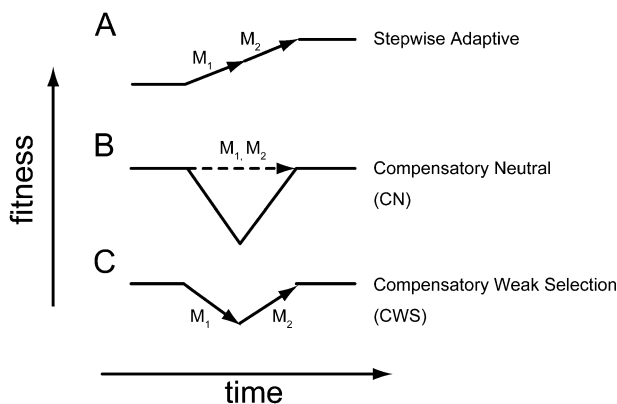 A
M2
M1
Stepwise Adaptive
fitness
B
M1, M2
Compensatory Neutral
(CN)
C
M1
M2
Compensatory Weak Selection
(CWS)
time